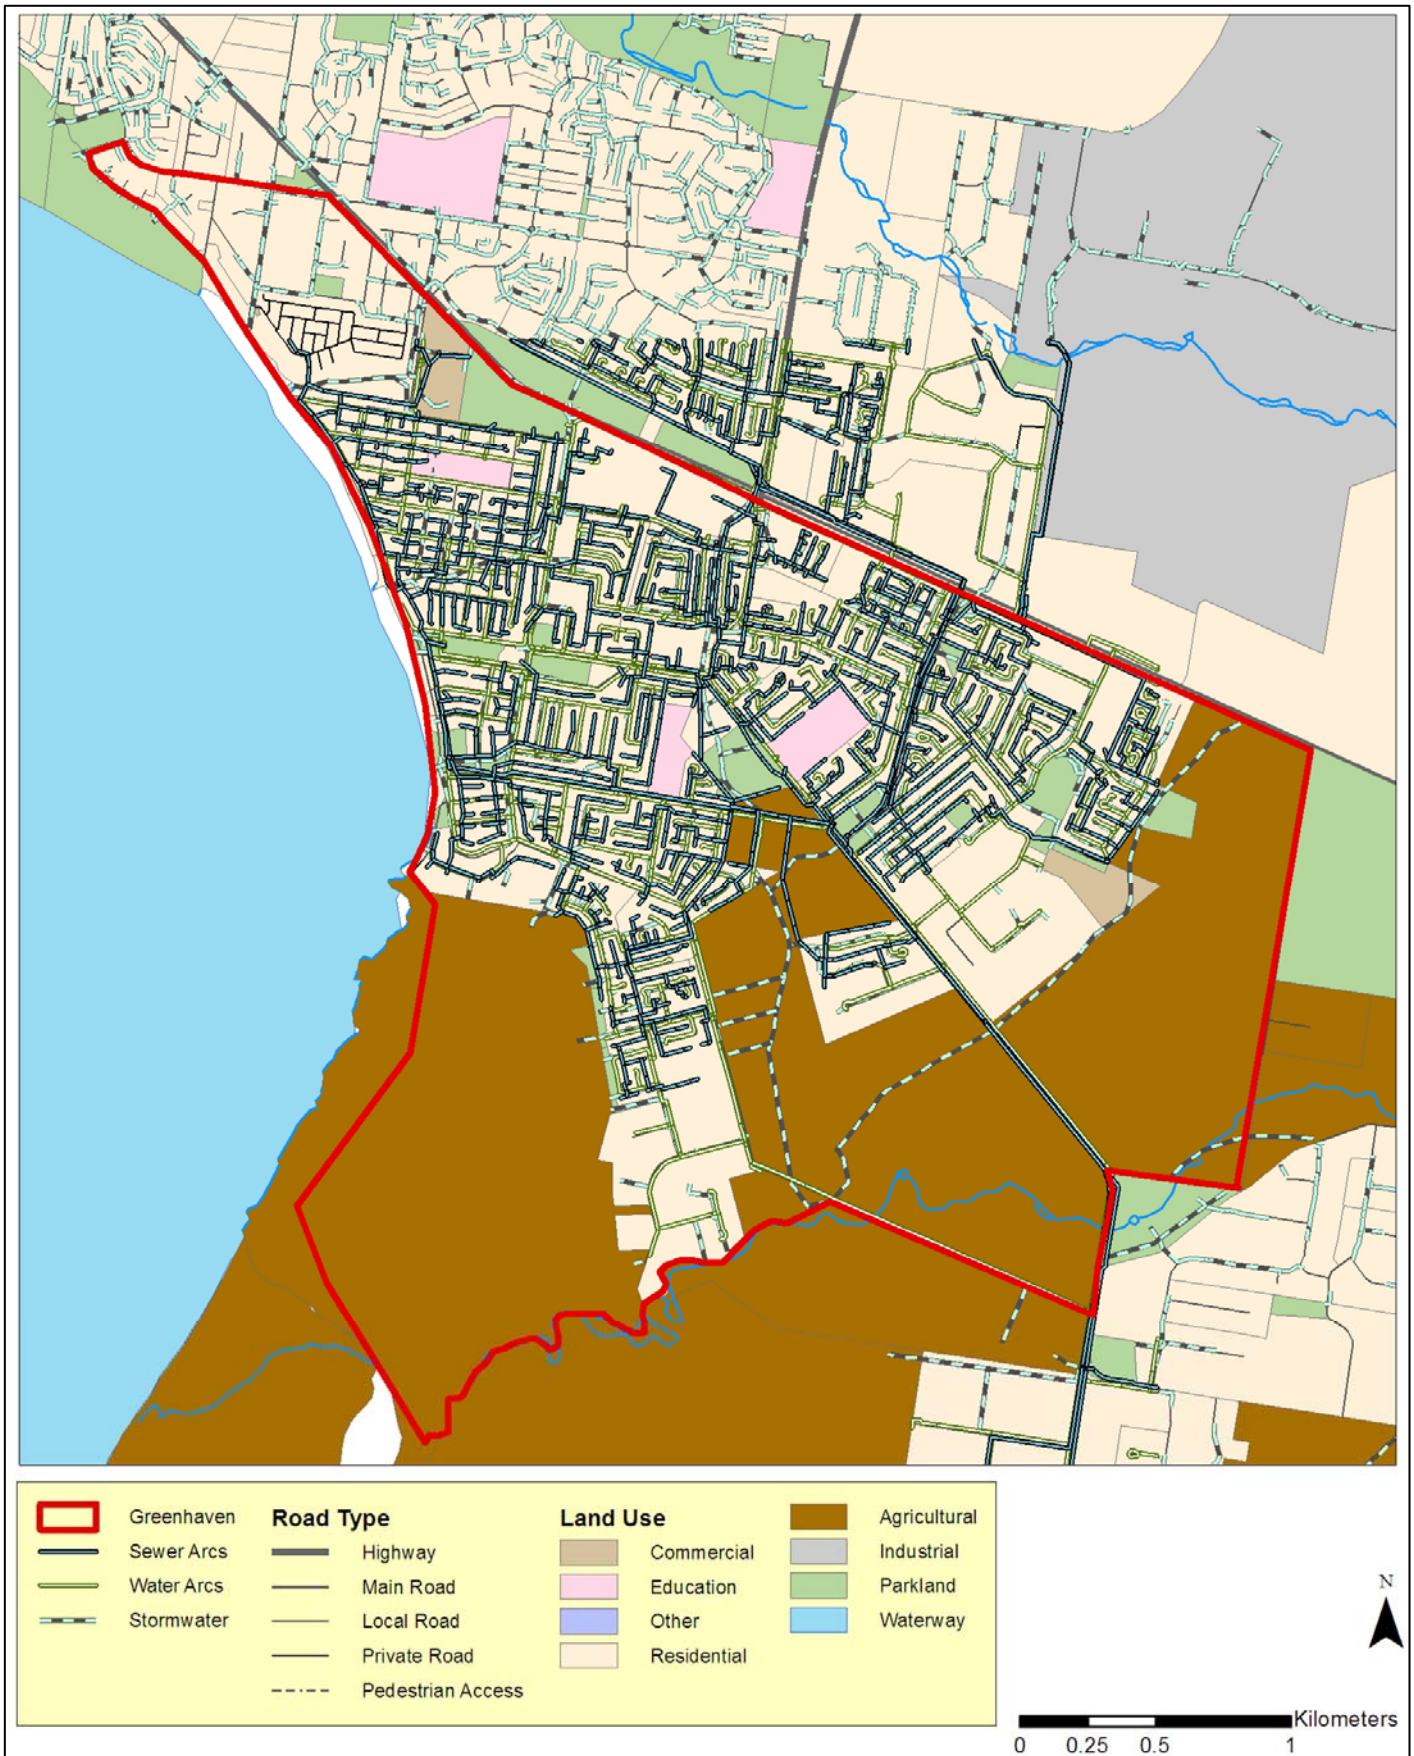 Greenhaven
Sewer Arcs
Water Arcs
Stormwater
Road Type
Highway
Main Road
Local Road
Private Road
Pedestrian Access
Land Use
Commercial
Education
Other
Residential
Agricultural
Industrial
Parkland
Waterway
N
Kilometers
0 0.25 0.5 1